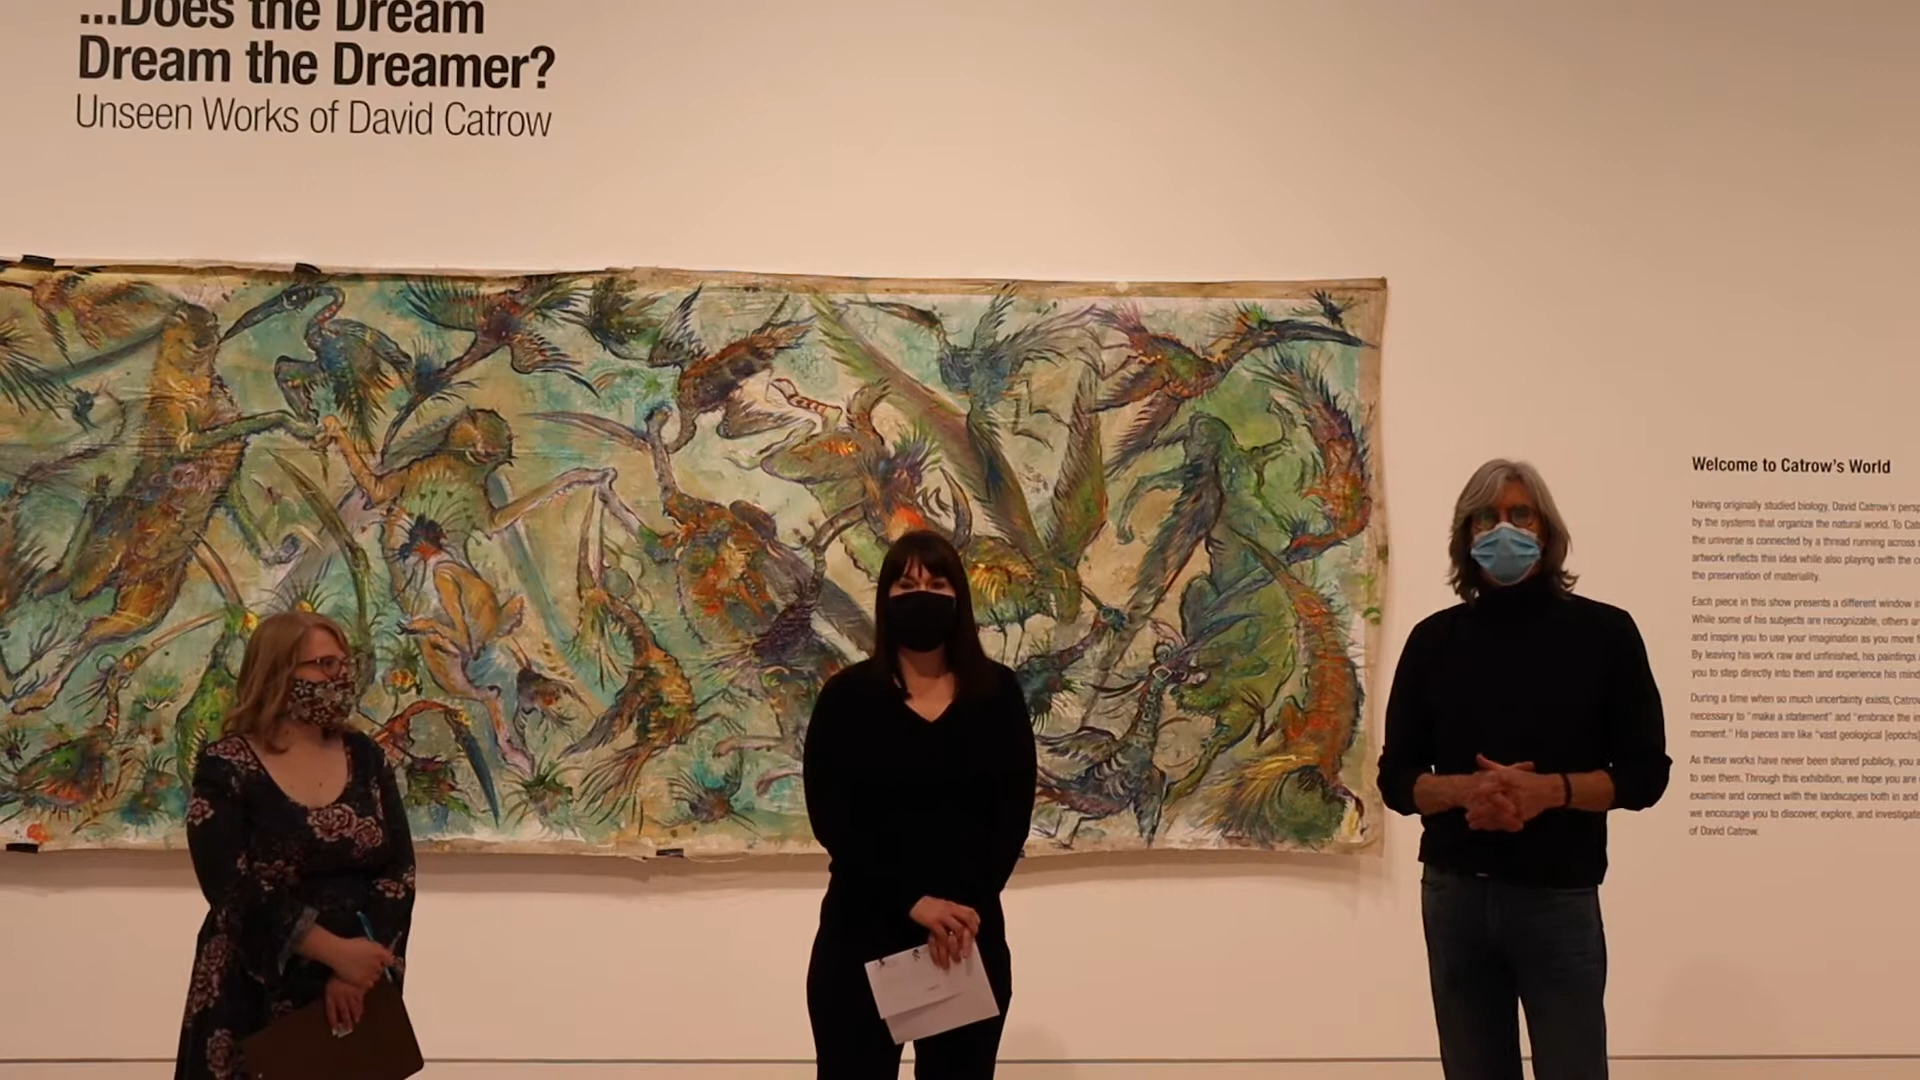 ...Does the Dream
Dream the Dreamer?
Unseen Works of David Catrow
Welcome to Catrow's World
Having originally studied biology, David Catrow's
by the systems that organize the natural world. To
the universe is connected by a thread running across
artwork reflects this idea while also playing with the
the preservation of materiality.
Each piece in this show presents a different window
While some of his subjects are recognizable, others
and inspire you to use your imagination as you move
By leaving his work raw and unfinished, his paintings
you to step directly into them and experience his mind
During a time when so much uncertainty exists,
necessary to "make a statement" and "embrace the
moment." His pieces are like "vast geological [epochs]
As these works have never been shared publicly, you
to see them. Through this exhibition, we hope you are
examine and connect with the landscapes both in and
we encourage you to discover, explore, and investigate
of David Catrow.